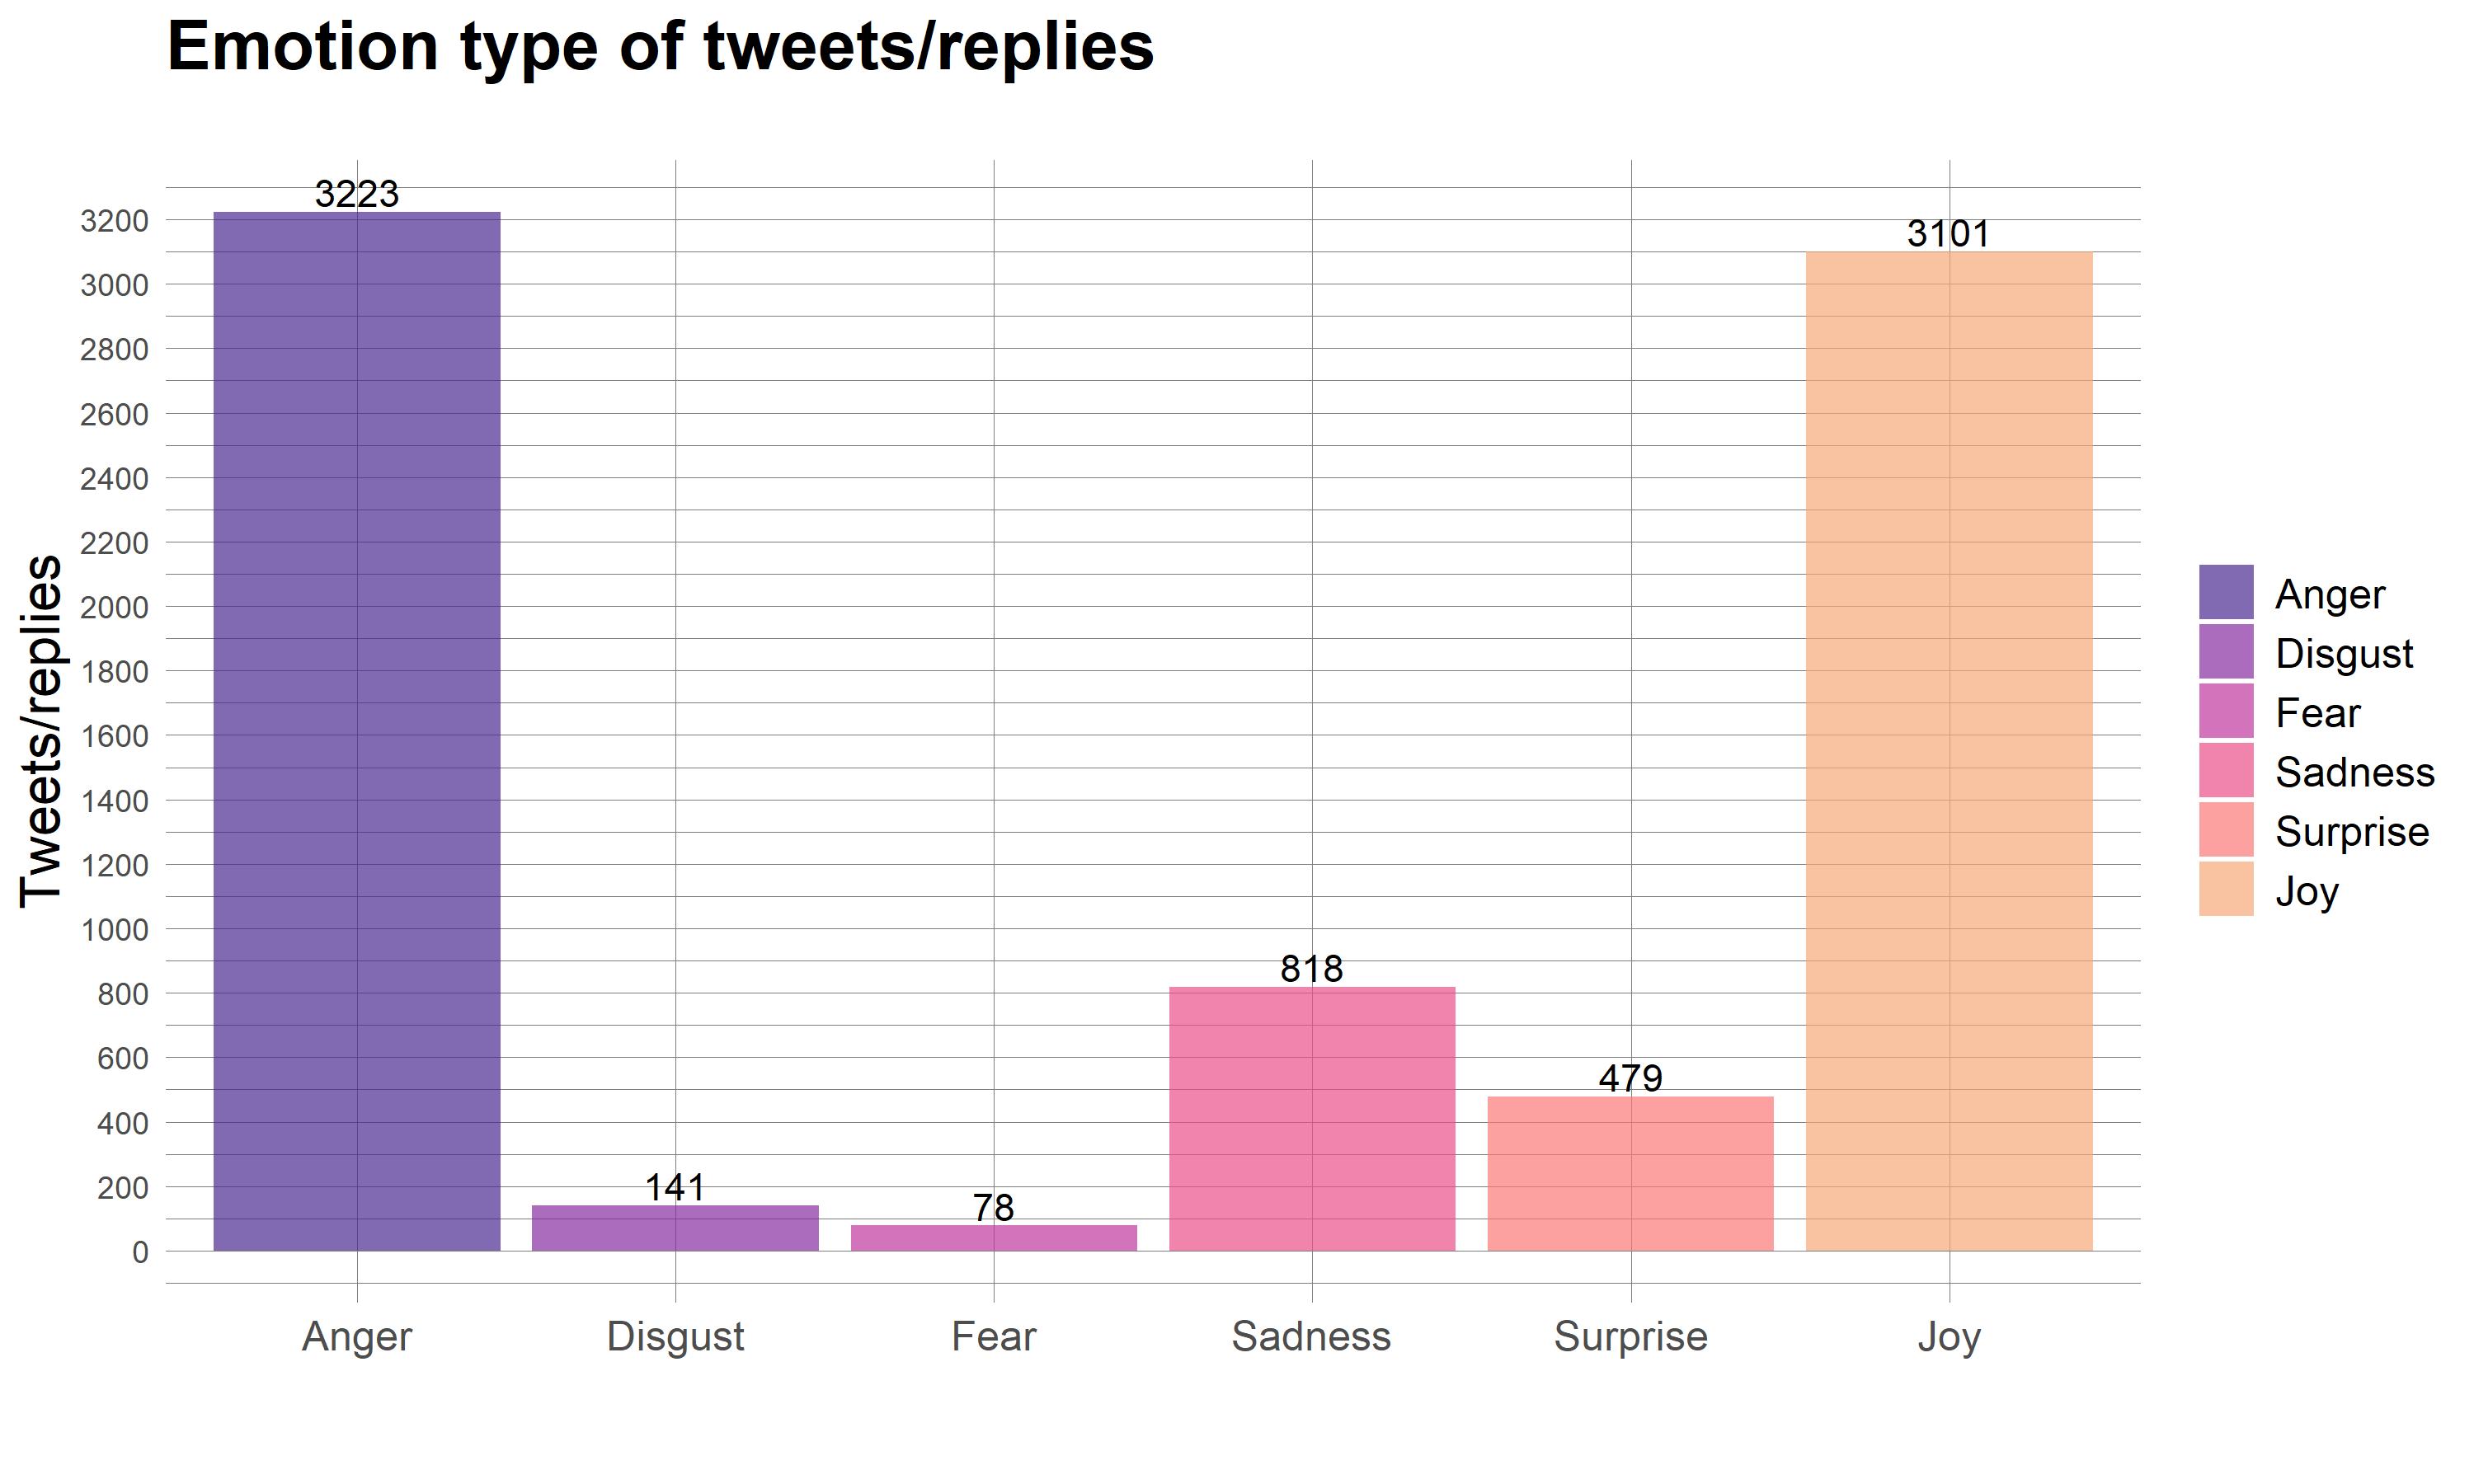 Emotion type of tweets/replies
Tweets/replies
3200
3000
2800
2600
2400
2200
2000
1800
1600
1400
1200
1000
800
600
400
200
0
3223
141
78
818
479
3101
Anger
Disgust
Fear
Sadness
Surprise
Joy
Anger
Disgust
Fear
Sadness
Surprise
Joy